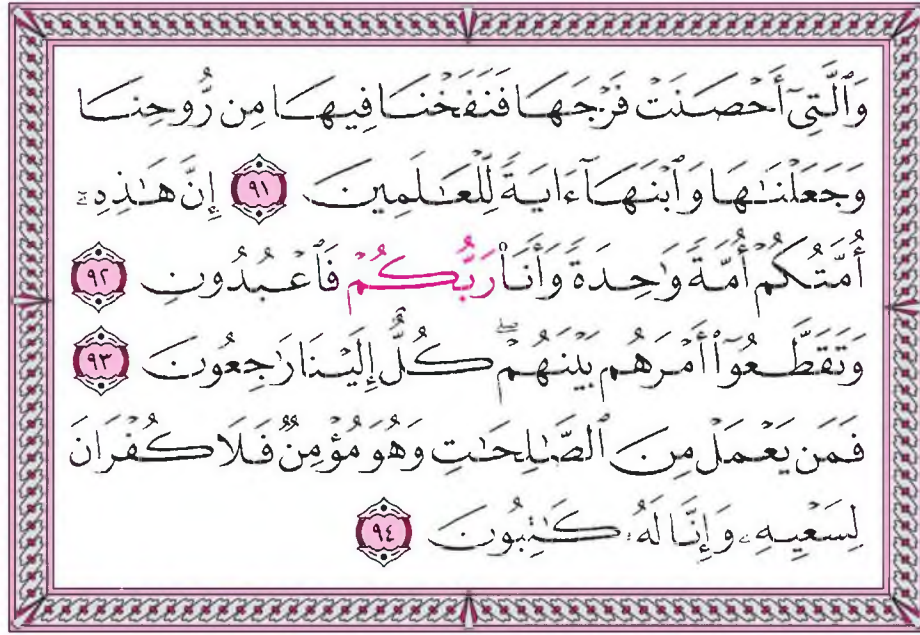 وَٱلَّتِىٓ أَحْصَنَتْ فَرْجَهَا فَنَفَخْنَا فِيهَا مِن رُّوحِنَا
وَجَعَلْنَٰهَا وَٱبْنَهَآ ءَايَةً لِّلْعَٰلَمِينَ ٩١ إِنَّ هَٰذِهِۦٓ
أُمَّتُكُمْ أُمَّةً وَٰحِدَةً وَأَنَا۠ رَبُّكُمْ فَٱعْبُدُونِ ٩٢
وَتَقَطَّعُوٓا۟ أَمْرَهُم بَيْنَهُمْ ۖ كُلٌّ إِلَيْنَا رَٰجِعُونَ ٩٣
فَمَن يَعْمَلْ مِنَ ٱلصَّٰلِحَٰتِ وَهُوَ مُؤْمِنٌ فَلَا كُفْرَانَ
لِسَعْيِهِۦ وَإِنَّا لَهُۥ كَٰتِبُونَ ٩٤